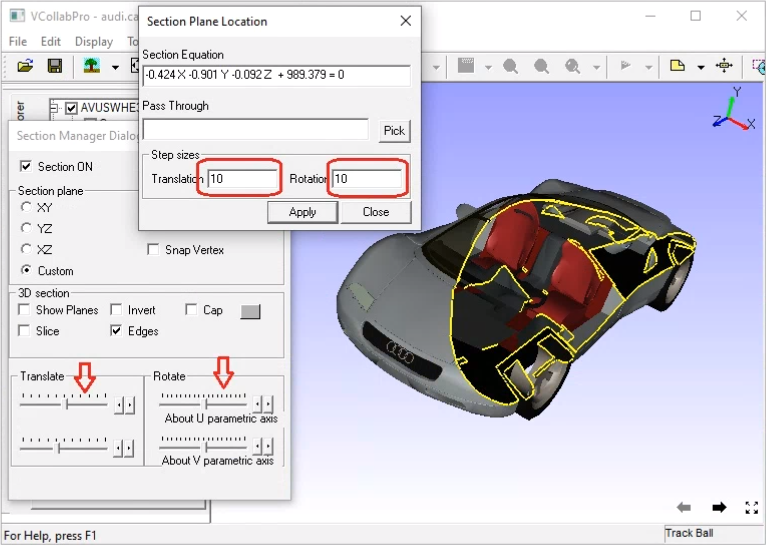 VCollabPro - audi.ca
File Edit Display To
Section Plane Location
Section Equation
-0.424 X -0.901 Y -0.092 Z + 989.379 = 0
Pass Through
Pick
Step sizes
Translation 10 Rotation 10
Apply Close
orer
AVUSWHE3
Section Manager Dialog
Section ON
Section plane
XY
YZ
XZ
Snap Vertex
Custom
3D section
Show Planes Invert Cap
Slice Edges
Translate Rotate
About U parametric axis
About V parametric axis
Y
Z X
For Help, press F1
Track Ball